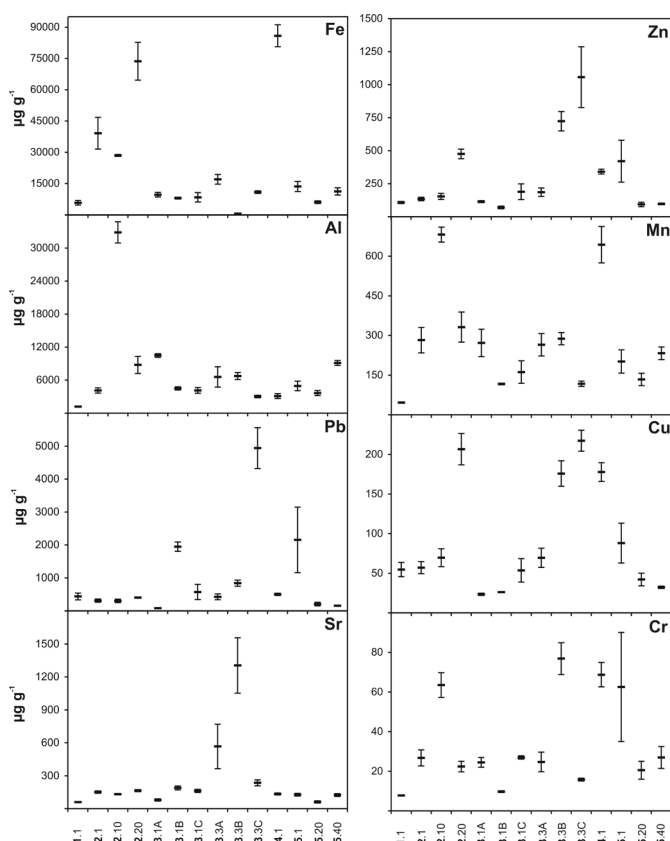 Fe
90000
75000
60000
45000
30000
15000
µg g⁻¹
Al
30000
24000
18000
12000
6000
µg g⁻¹
Pb
5000
4000
3000
2000
1000
µg g⁻¹
Sr
1500
1200
900
600
300
µg g⁻¹
1.1
2.1
2.10
2.20
3.1A
3.1B
3.1C
3.3A
3.3B
3.3C
4.1
5.1
5.20
5.40
Zn
1500
1250
1000
750
500
250
Mn
600
450
300
150
Cu
200
150
100
50
Cr
80
60
40
20
1.1
2.1
2.10
2.20
3.1A
3.1B
3.1C
3.3A
3.3B
3.3C
4.1
5.1
5.20
5.40